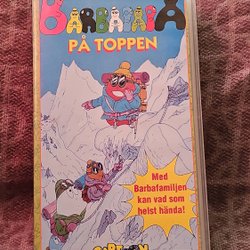 BARBAPAPA
PÅ TOPPEN
Med
Barbafamiljen
kan vad som
helst hända!